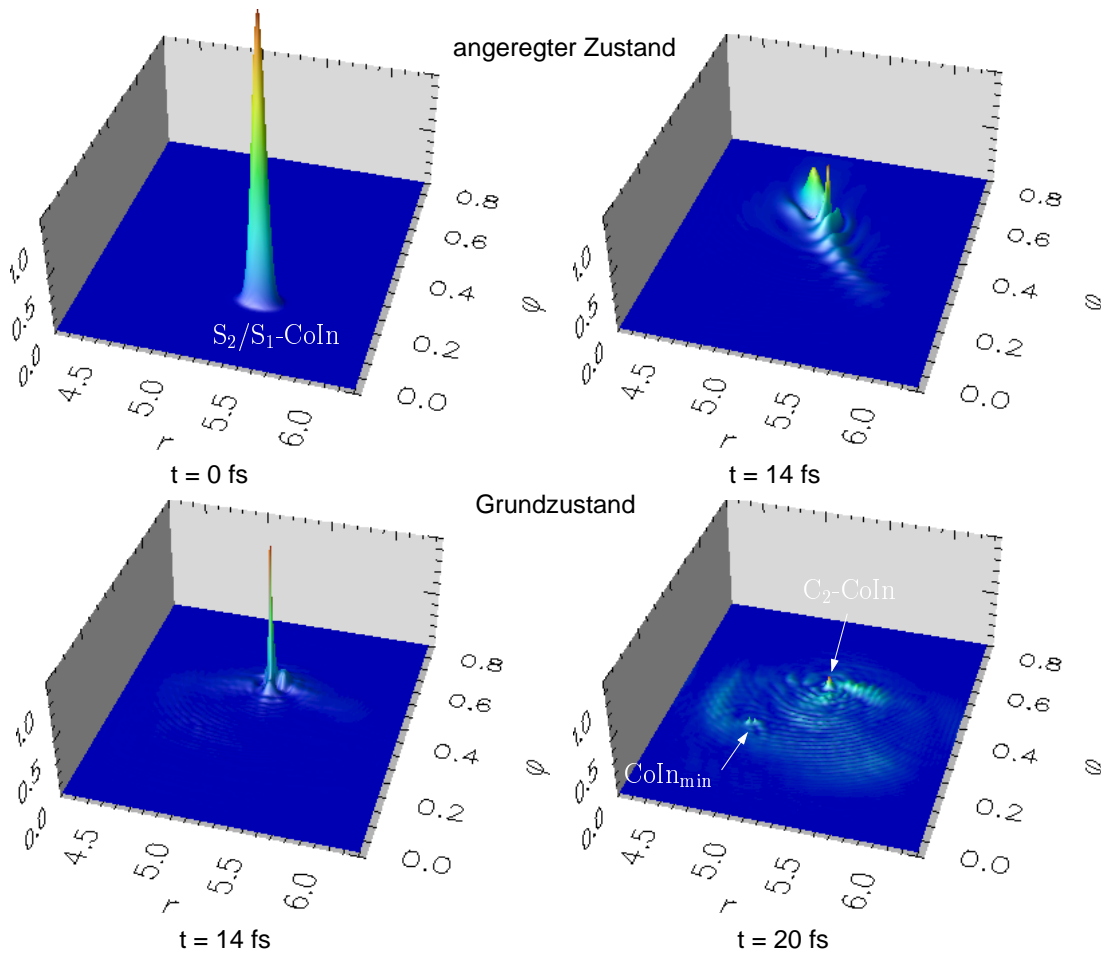 angeregter Zustand
S₂/S₁-CoIn
0.0 0.5 1.0
4.5 5.0 5.5 6.0
r
0.0 0.2 0.4 0.6 0.8
φ
t = 0 fs
0.0 0.5 1.0
4.5 5.0 5.5 6.0
r
0.0 0.2 0.4 0.6 0.8
φ
t = 14 fs
Grundzustand
0.0 0.5 1.0
4.5 5.0 5.5 6.0
r
0.0 0.2 0.4 0.6 0.8
φ
t = 14 fs
C₂-CoIn
CoInₘᵢₙ
0.0 0.5 1.0
4.5 5.0 5.5 6.0
r
0.0 0.2 0.4 0.6 0.8
φ
t = 20 fs